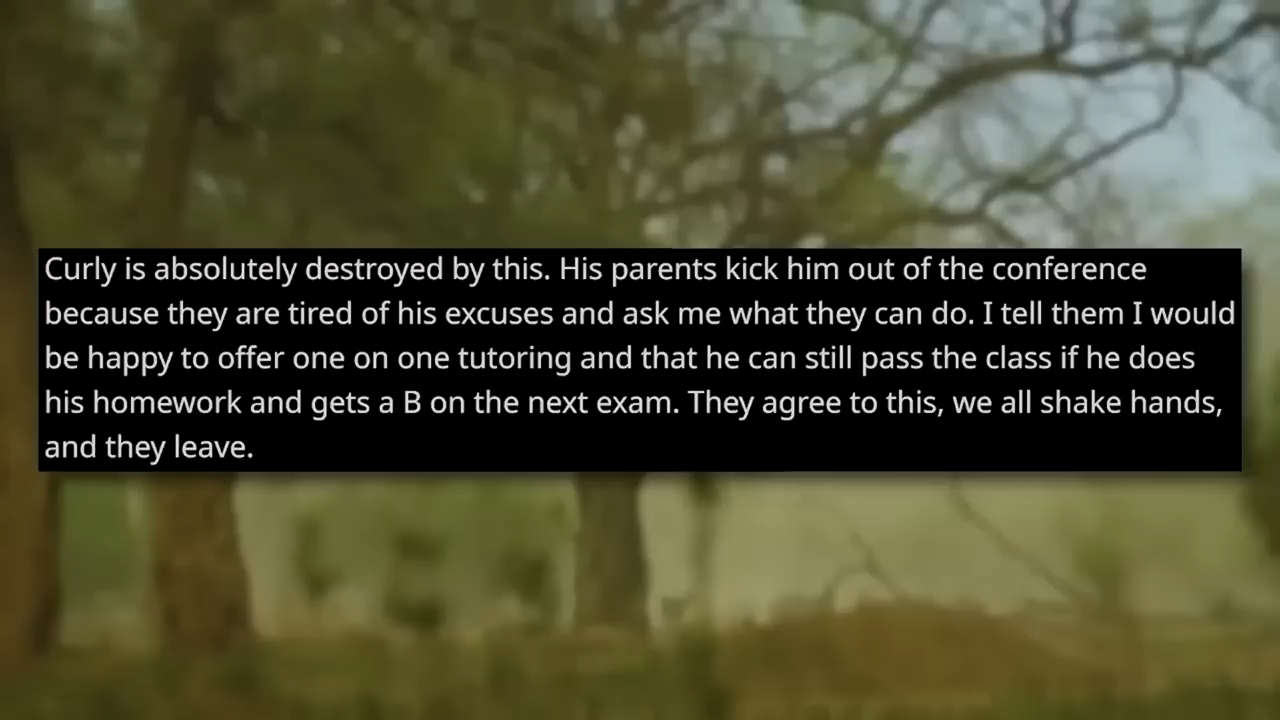 Curly is absolutely destroyed by this. His parents kick him out of the conference
because they are tired of his excuses and ask me what they can do. I tell them I would
be happy to offer one on one tutoring and that he can still pass the class if he does
his homework and gets a B on the next exam. They agree to this, we all shake hands,
and they leave.